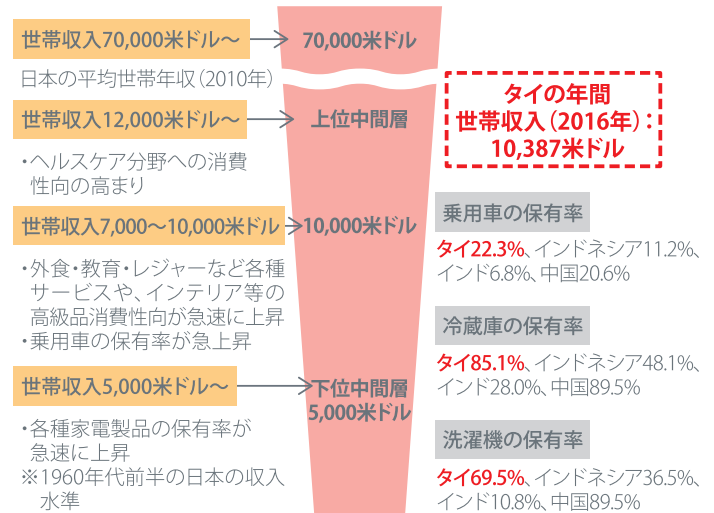 世帯収入70,000米ドル～
70,000米ドル
日本の平均世帯年収（2010年）
世帯収入12,000米ドル～
上位中間層
・ヘルスケア分野への消費
性向の高まり
世帯収入7,000～10,000米ドル
10,000米ドル
・外食・教育・レジャーなど各種
サービスや、インテリア等の
高級品消費性向が急速に上昇
・乗用車の保有率が急上昇
世帯収入5,000米ドル～
下位中間層
5,000米ドル
・各種家電製品の保有率が
急速に上昇
※1960年代前半の日本の収入
水準
タイの年間
世帯収入（2016年）：
10,387米ドル
乗用車の保有率
タイ22.3%、インドネシア11.2%、
インド6.8%、中国20.6%
冷蔵庫の保有率
タイ85.1%、インドネシア48.1%、
インド28.0%、中国89.5%
洗濯機の保有率
タイ69.5%、インドネシア36.5%、
インド10.8%、中国89.5%